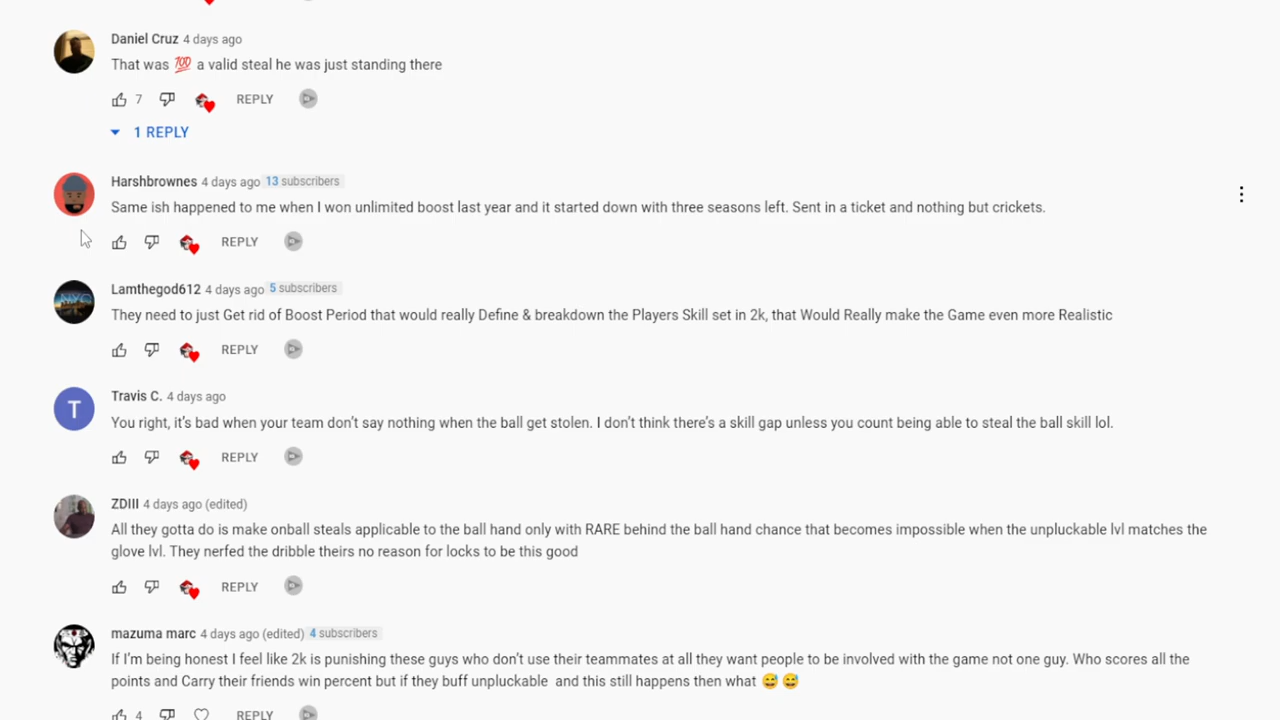 Daniel Cruz 4 days ago
That was 💯 a valid steal he was just standing there
7 REPLY
1 REPLY
Harshbrownes 4 days ago 13 subscribers
Same ish happened to me when I won unlimited boost last year and it started down with three seasons left. Sent in a ticket and nothing but crickets.
REPLY
Lamthegod612 4 days ago 5 subscribers
They need to just Get rid of Boost Period that would really Define & breakdown the Players Skill set in 2k, that Would Really make the Game even more Realistic
REPLY
T
Travis C. 4 days ago
You right, it's bad when your team don't say nothing when the ball get stolen. I don't think there's a skill gap unless you count being able to steal the ball skill lol.
REPLY
ZDIII 4 days ago (edited)
All they gotta do is make onball steals applicable to the ball hand only with RARE behind the ball hand chance that becomes impossible when the unpluckable lvl matches the
glove lvl. They nerfed the dribble theirs no reason for locks to be this good
REPLY
mazuma marc 4 days ago (edited) 4 subscribers
If I'm being honest I feel like 2k is punishing these guys who don't use their teammates at all they want people to be involved with the game not one guy. Who scores all the
points and Carry their friends win percent but if they buff unpluckable and this still happens then what 😅 😅
4 REPLY